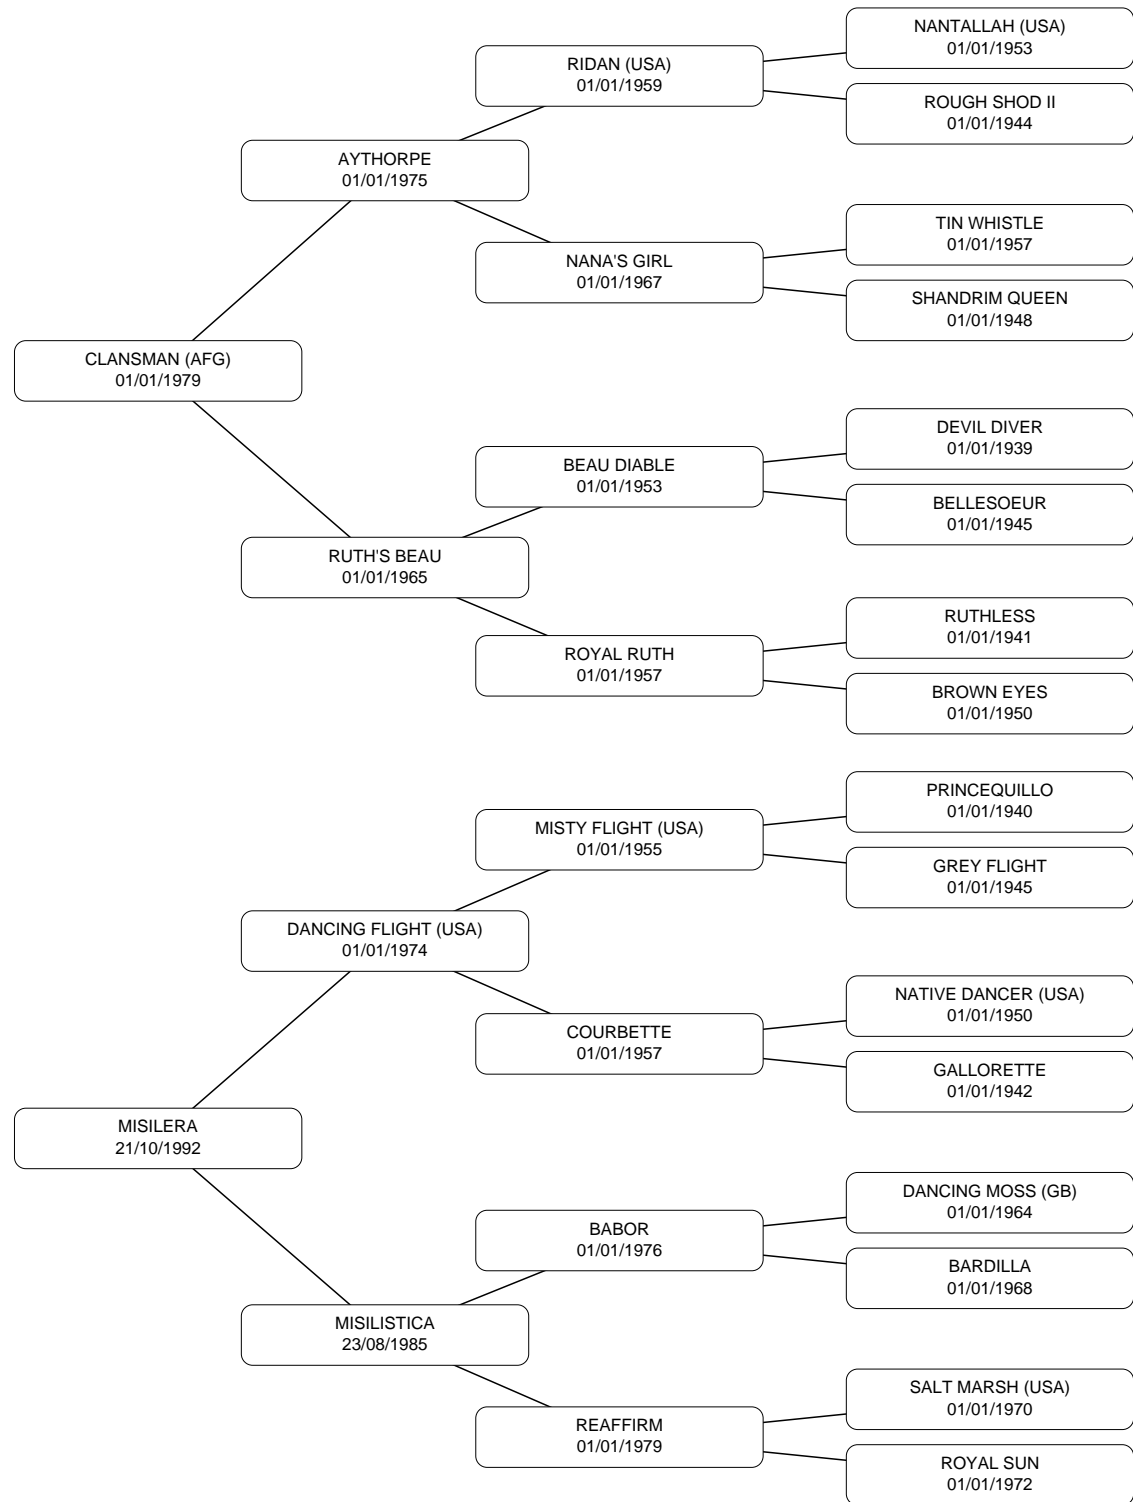 NANTALLAH (USA)
01/01/1953
RIDAN (USA)
01/01/1959
ROUGH SHOD II
01/01/1944
AYTHORPE
01/01/1975
TIN WHISTLE
01/01/1957
NANA'S GIRL
01/01/1967
SHANDRIM QUEEN
01/01/1948
CLANSMAN (AFG)
01/01/1979
DEVIL DIVER
01/01/1939
BEAU DIABLE
01/01/1953
BELLESOEUR
01/01/1945
RUTH'S BEAU
01/01/1965
RUTHLESS
01/01/1941
ROYAL RUTH
01/01/1957
BROWN EYES
01/01/1950
PRINCEQUILLO
01/01/1940
MISTY FLIGHT (USA)
01/01/1955
GREY FLIGHT
01/01/1945
DANCING FLIGHT (USA)
01/01/1974
NATIVE DANCER (USA)
01/01/1950
COURBETTE
01/01/1957
GALLORETTE
01/01/1942
MISILERA
21/10/1992
DANCING MOSS (GB)
01/01/1964
BABOR
01/01/1976
BARDILLA
01/01/1968
MISILISTICA
23/08/1985
SALT MARSH (USA)
01/01/1970
REAFFIRM
01/01/1979
ROYAL SUN
01/01/1972